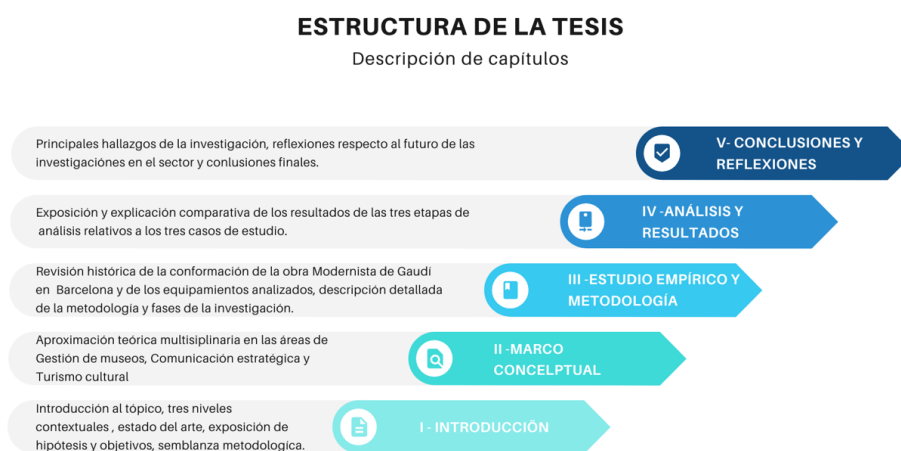 ESTRUCTURA DE LA TESIS
Descripción de capítulos
Principales hallazgos de la investigación, reflexiones respecto al futuro de las
investigaciónes en el sector y conlusiones finales.
V- CONCLUSIONES Y
REFLEXIONES
Exposición y explicación comparativa de los resultados de las tres etapas de
análisis relativos a los tres casos de estudio.
IV -ANÁLISIS Y
RESULTADOS
Revisión histórica de la conformación de la obra Modernista de Gaudí
en Barcelona y de los equipamientos analizados, descripción detallada
de la metodología y fases de la investigación.
III -ESTUDIO EMPÍRICO Y
METODOLOGÍA
Aproximación teórica multisiplinaria en las áreas de
Gestión de museos, Comunicación estratégica y
Turismo cultural
II -MARCO
CONCELPTUAL
Introducción al tópico, tres niveles
contextuales , estado del arte, exposición de
hipótesis y objetivos, semblanza metodologíca.
I - INTRODUCCIÓN